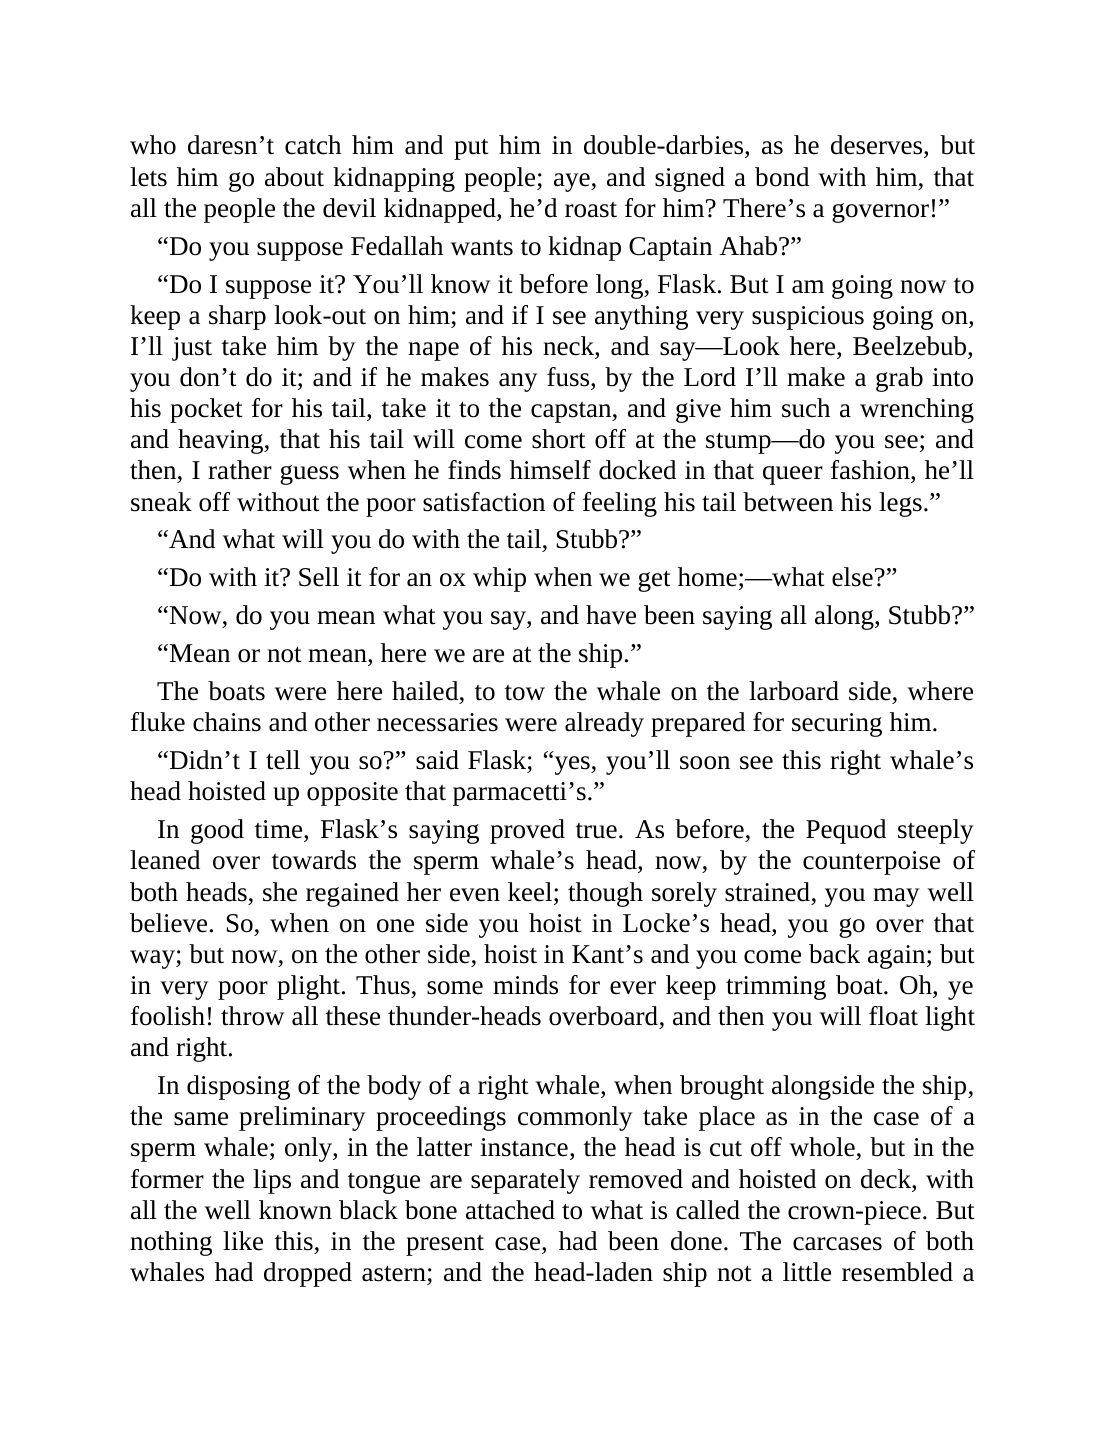 who daresn’t catch him and put him in double-darbies, as he deserves, but
lets him go about kidnapping people; aye, and signed a bond with him, that
all the people the devil kidnapped, he’d roast for him? There’s a governor!”
“Do you suppose Fedallah wants to kidnap Captain Ahab?”
“Do I suppose it? You’ll know it before long, Flask. But I am going now to
keep a sharp look-out on him; and if I see anything very suspicious going on,
I’ll just take him by the nape of his neck, and say—Look here, Beelzebub,
you don’t do it; and if he makes any fuss, by the Lord I’ll make a grab into
his pocket for his tail, take it to the capstan, and give him such a wrenching
and heaving, that his tail will come short off at the stump—do you see; and
then, I rather guess when he finds himself docked in that queer fashion, he’ll
sneak off without the poor satisfaction of feeling his tail between his legs.”
“And what will you do with the tail, Stubb?”
“Do with it? Sell it for an ox whip when we get home;—what else?”
“Now, do you mean what you say, and have been saying all along, Stubb?”
“Mean or not mean, here we are at the ship.”
The boats were here hailed, to tow the whale on the larboard side, where
fluke chains and other necessaries were already prepared for securing him.
“Didn’t I tell you so?” said Flask; “yes, you’ll soon see this right whale’s
head hoisted up opposite that parmacetti’s.”
In good time, Flask’s saying proved true. As before, the Pequod steeply
leaned over towards the sperm whale’s head, now, by the counterpoise of
both heads, she regained her even keel; though sorely strained, you may well
believe. So, when on one side you hoist in Locke’s head, you go over that
way; but now, on the other side, hoist in Kant’s and you come back again; but
in very poor plight. Thus, some minds for ever keep trimming boat. Oh, ye
foolish! throw all these thunder-heads overboard, and then you will float light
and right.
In disposing of the body of a right whale, when brought alongside the ship,
the same preliminary proceedings commonly take place as in the case of a
sperm whale; only, in the latter instance, the head is cut off whole, but in the
former the lips and tongue are separately removed and hoisted on deck, with
all the well known black bone attached to what is called the crown-piece. But
nothing like this, in the present case, had been done. The carcases of both
whales had dropped astern; and the head-laden ship not a little resembled a